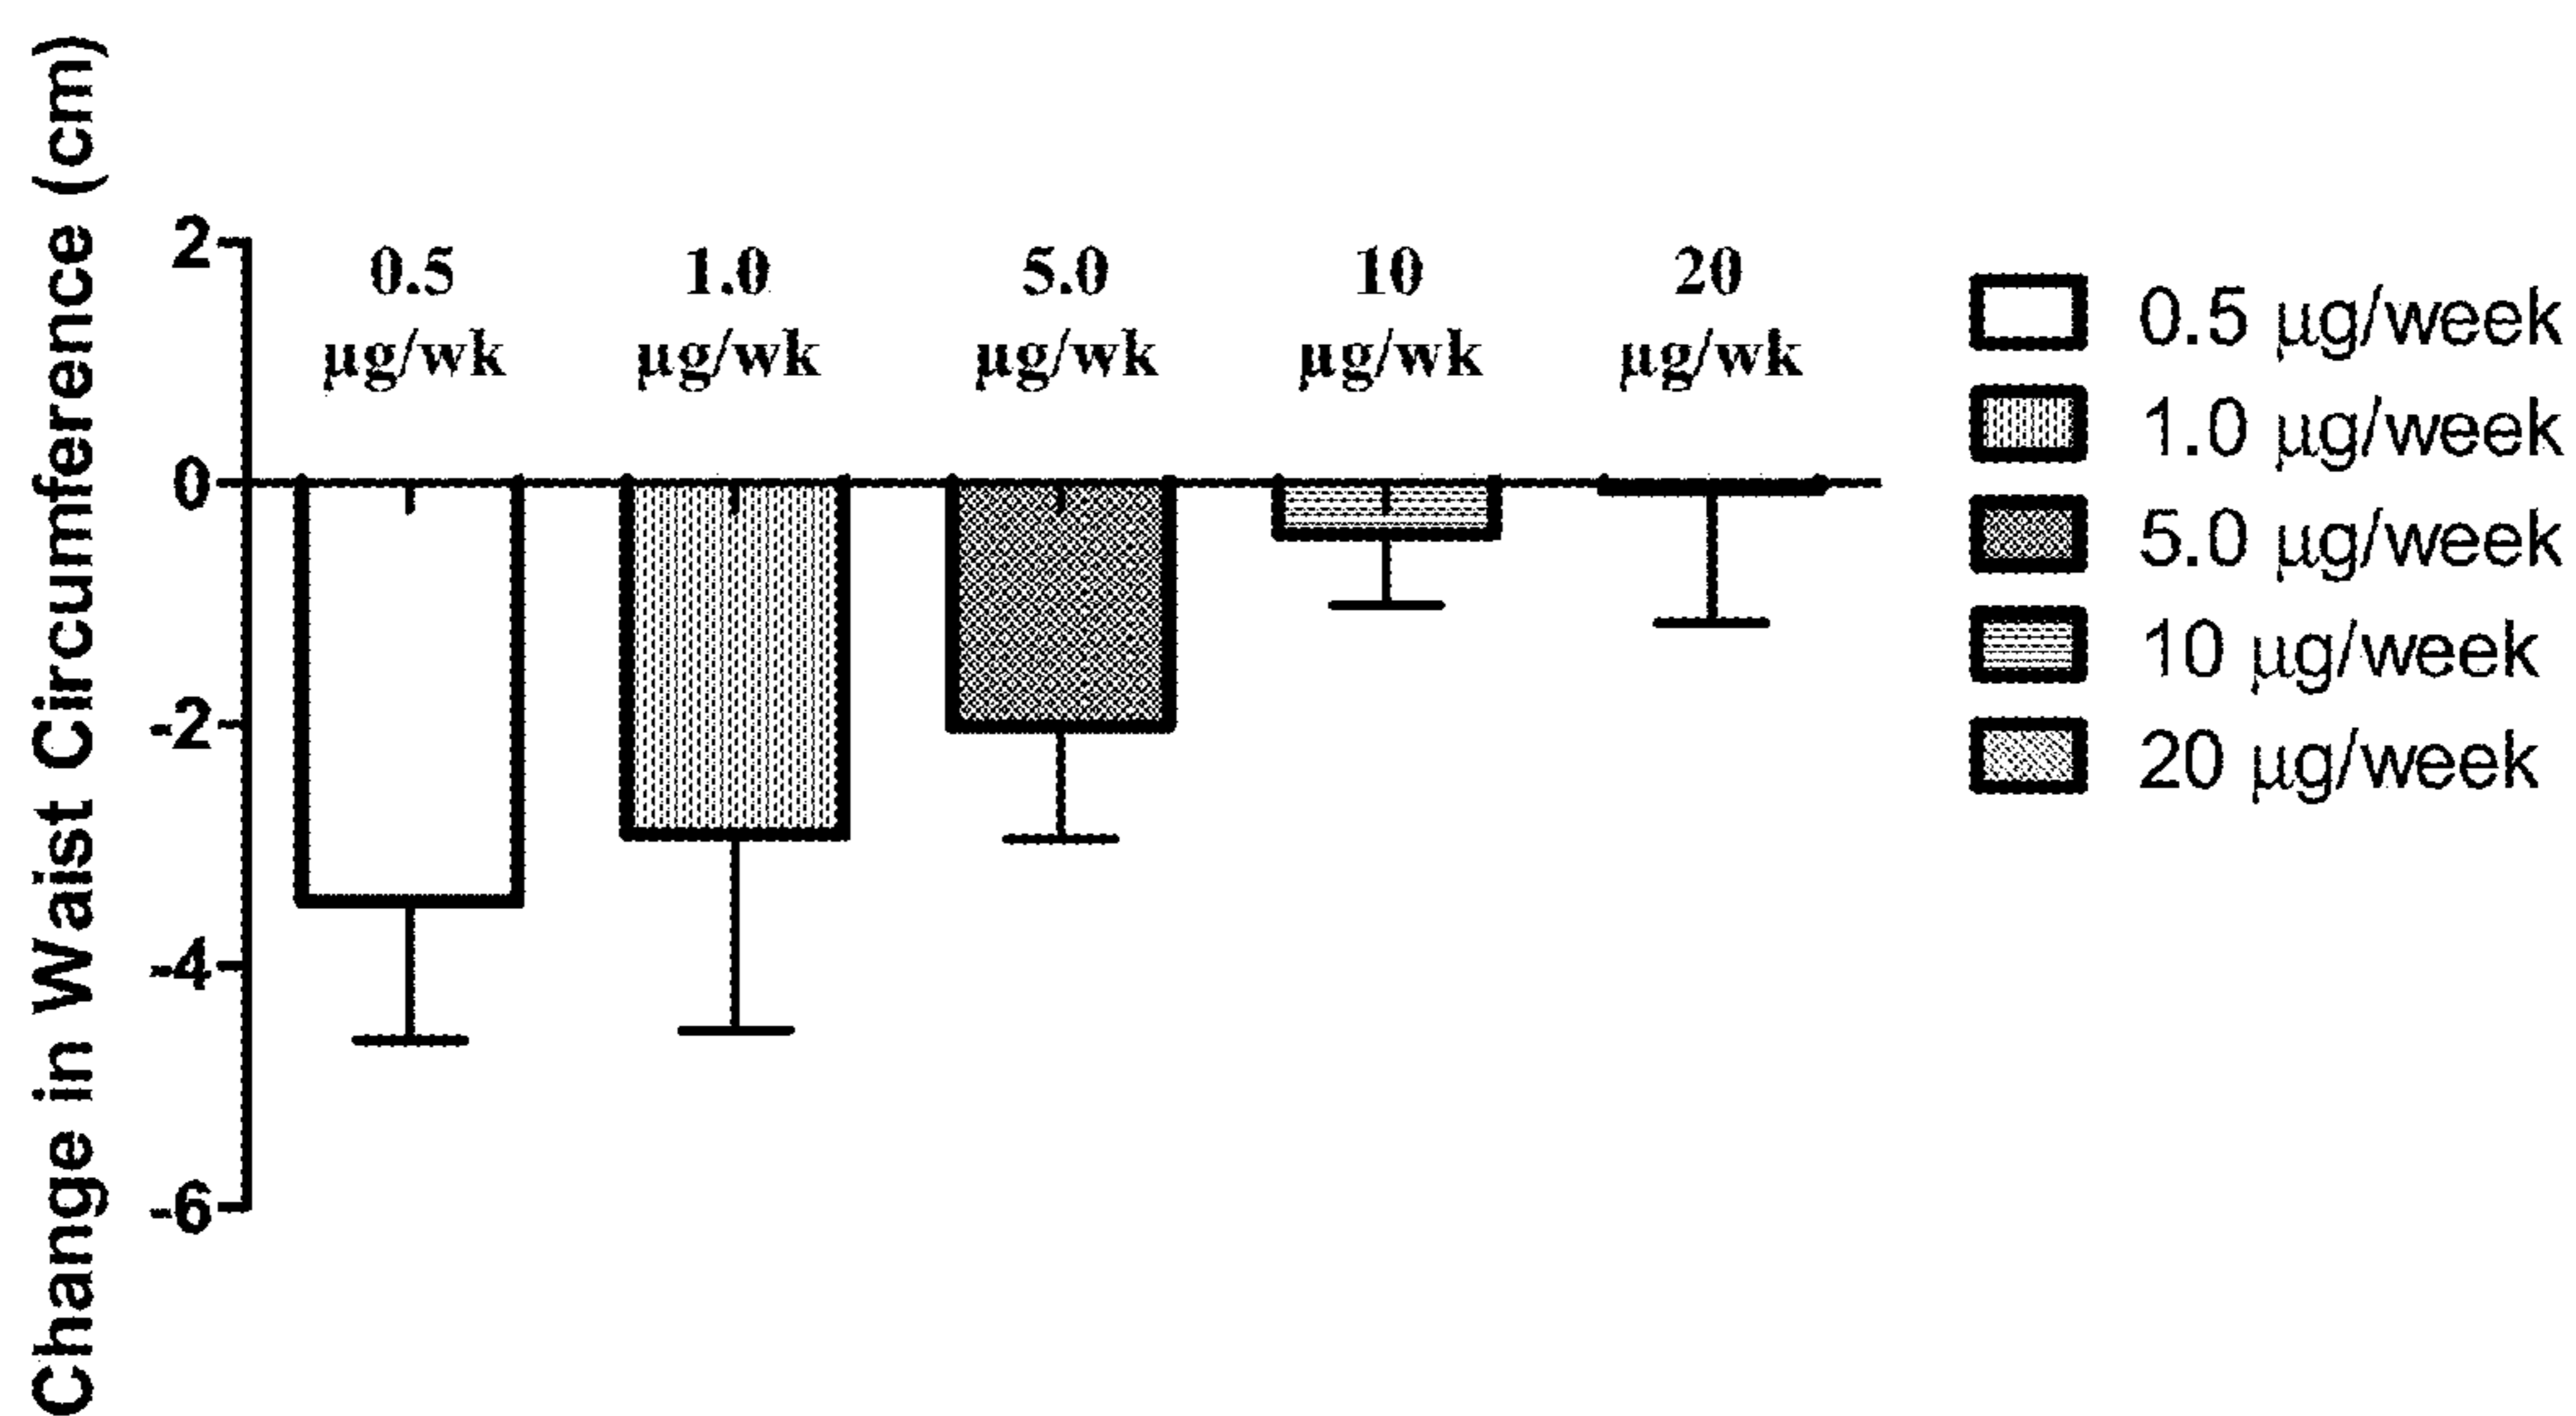 Change in Waist Circumference (cm)
2
0
-2
-4
-6
0.5
µg/wk
1.0
µg/wk
5.0
µg/wk
10
µg/wk
20
µg/wk
0.5 µg/week
1.0 µg/week
5.0 µg/week
10 µg/week
20 µg/week